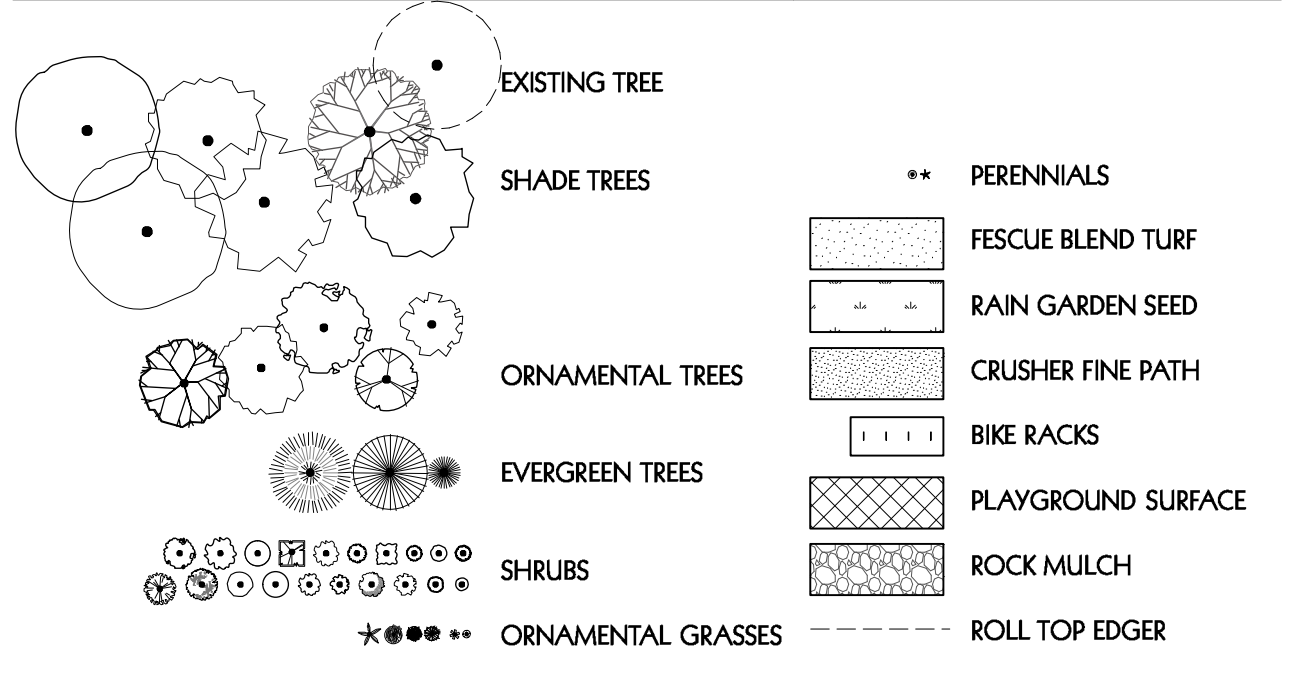 EXISTING TREE
SHADE TREES
ORNAMENTAL TREES
EVERGREEN TREES
SHRUBS
ORNAMENTAL GRASSES
PERENNIALS
FESCUE BLEND TURF
RAIN GARDEN SEED
CRUSHER FINE PATH
BIKE RACKS
PLAYGROUND SURFACE
ROCK MULCH
ROLL TOP EDGER